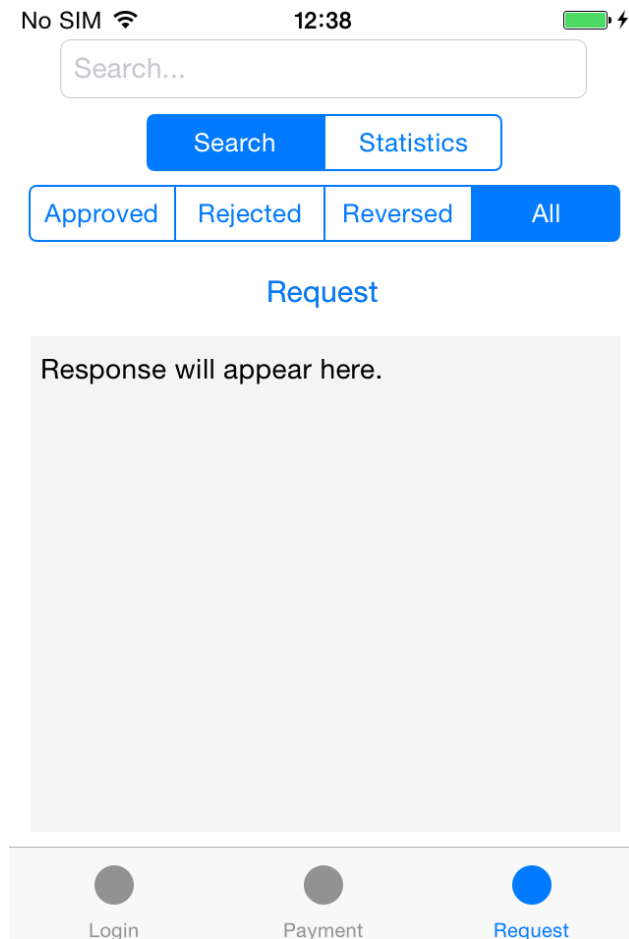 No SIM 12:38
Search...
Search Statistics
Approved Rejected Reversed All
Request
Response will appear here.
Login Payment Request